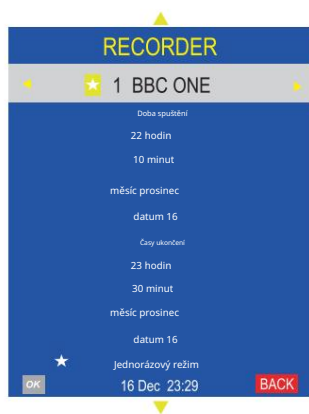 RECORDER
1 BBC ONE
Doba spuštění
22 hodin
10 minut
měsíc prosinec
datum 16
Časy ukončení
23 hodin
30 minut
měsíc prosinec
datum 16
Jednorázový režim
OK 16 Dec 23:29 BACK